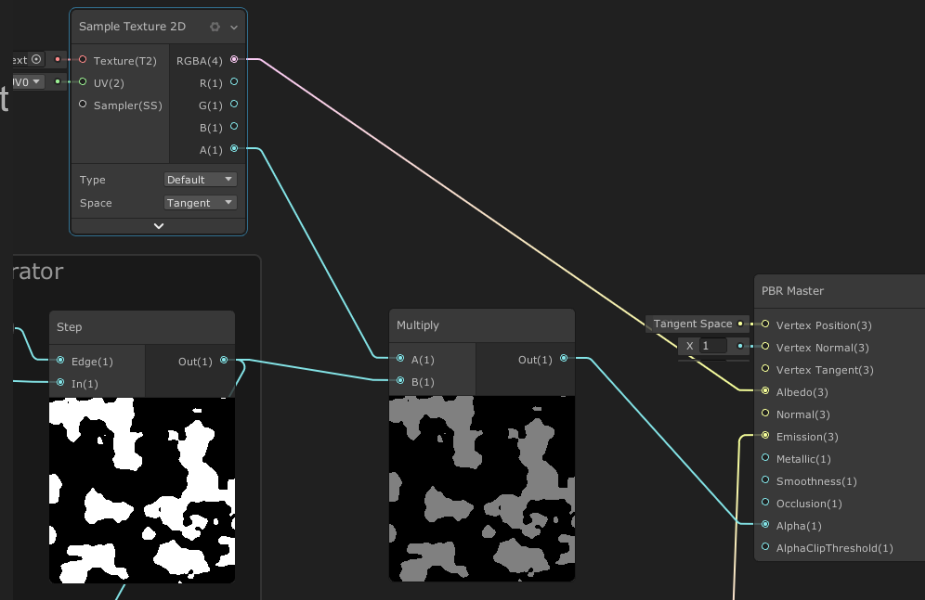 Sample Texture 2D
ext
Texture(T2)
RGBA(4)
UV0
UV(2)
R(1)
t
Sampler(SS)
G(1)
B(1)
A(1)
Type
Default
Space
Tangent
rator
PBR Master
Step
Multiply
Tangent Space
Vertex Position(3)
X 1
Vertex Normal(3)
Edge(1)
Out(1)
A(1)
Out(1)
Vertex Tangent(3)
In(1)
B(1)
Albedo(3)
Normal(3)
Emission(3)
Metallic(1)
Smoothness(1)
Occlusion(1)
Alpha(1)
AlphaClipThreshold(1)